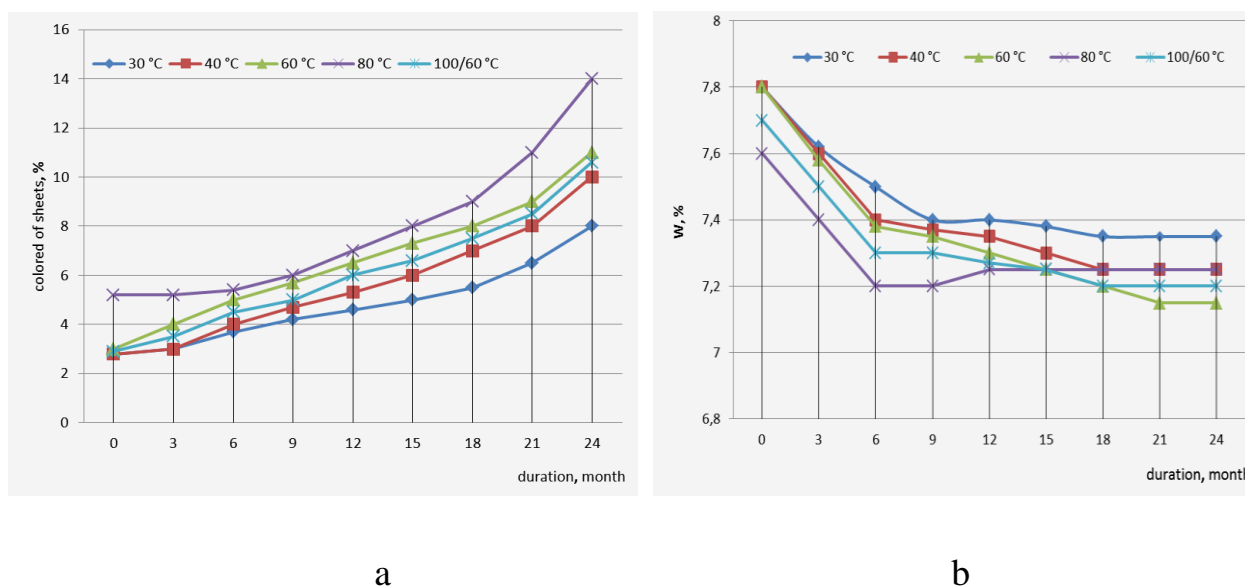 16
14
12
10
8
6
4
2
0
colored of sheets, %
30 °C 40 °C 60 °C 80 °C 100/60 °C
0 3 6 9 12 15 18 21 24
duration, month
a
8
7,8
7,6
7,4
7,2
7
6,8
w, %
30 °C 40 °C 60 °C 80 °C 100/60 °C
0 3 6 9 12 15 18 21 24
duration, month
b